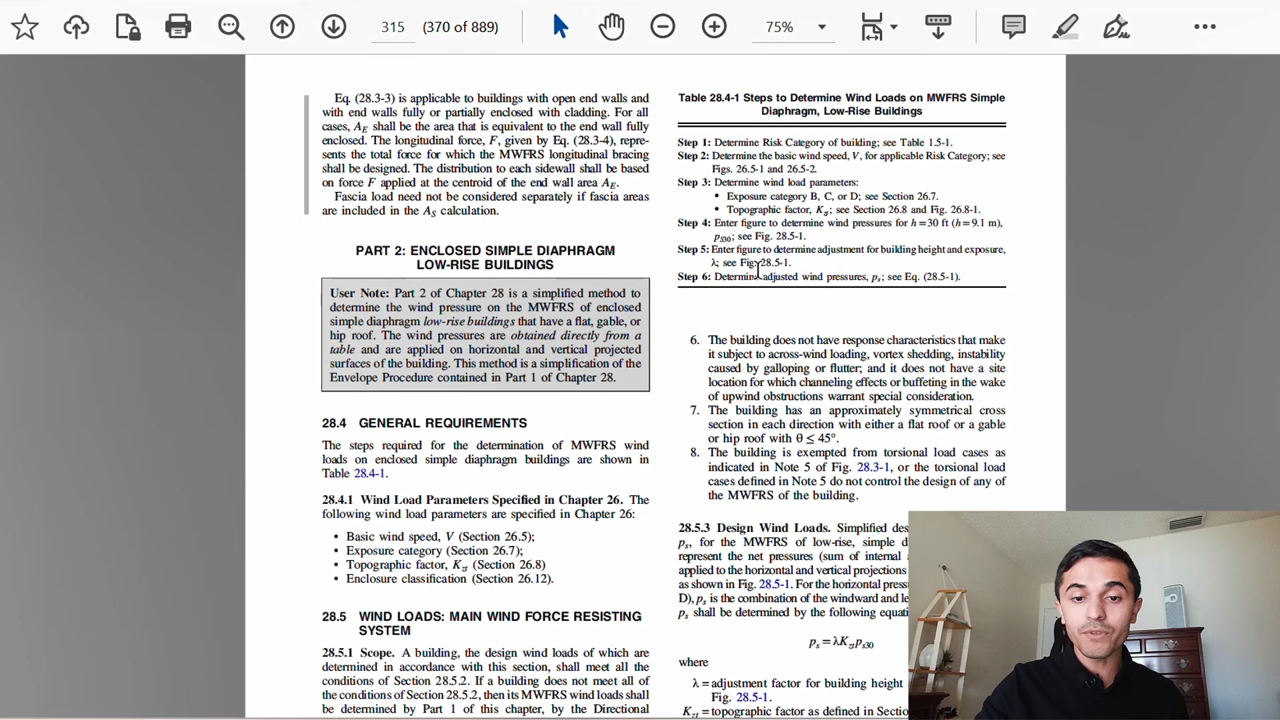 315 (370 of 889) 75%
Eq. (28.3-3) is applicable to buildings with open end walls and
with end walls fully or partially enclosed with cladding. For all
cases, AE shall be the area that is equivalent to the end wall fully
enclosed. The longitudinal force, F, given by Eq. (28.3-4), repre-
sents the total force for which the MWFRS longitudinal bracing
shall be designed. The distribution to each sidewall shall be based
on force F applied at the centroid of the end wall area AE.
Fascia load need not be considered separately if fascia areas
are included in the AS calculation.
PART 2: ENCLOSED SIMPLE DIAPHRAGM
LOW-RISE BUILDINGS
User Note: Part 2 of Chapter 28 is a simplified method to
determine the wind pressure on the MWFRS of enclosed
simple diaphragm low-rise buildings that have a flat, gable, or
hip roof. The wind pressures are obtained directly from a
table and are applied on horizontal and vertical projected
surfaces of the building. This method is a simplification of the
Envelope Procedure contained in Part 1 of Chapter 28.
28.4 GENERAL REQUIREMENTS
The steps required for the determination of MWFRS wind
loads on enclosed simple diaphragm buildings are shown in
Table 28.4-1.
28.4.1 Wind Load Parameters Specified in Chapter 26. The
following wind load parameters are specified in Chapter 26:
• Basic wind speed, V (Section 26.5);
• Exposure category (Section 26.7);
• Topographic factor, Kzt (Section 26.8)
• Enclosure classification (Section 26.12).
28.5 WIND LOADS: MAIN WIND FORCE RESISTING
SYSTEM
28.5.1 Scope. A building, the design wind loads of which are
determined in accordance with this section, shall meet all the
conditions of Section 28.5.2. If a building does not meet all of
the conditions of Section 28.5.2, then its MWFRS wind loads shall
be determined by Part 1 of this chapter, by the Directional
Table 28.4-1 Steps to Determine Wind Loads on MWFRS Simple
Diaphragm, Low-Rise Buildings
Step 1: Determine Risk Category of building; see Table 1.5-1.
Step 2: Determine the basic wind speed, V, for applicable Risk Category; see
Figs. 26.5-1 and 26.5-2.
Step 3: Determine wind load parameters:
• Exposure category B, C, or D; see Section 26.7.
• Topographic factor, Kzt; see Section 26.8 and Fig. 26.8-1.
Step 4: Enter figure to determine wind pressures for h = 30 ft (h = 9.1 m),
pS30; see Fig. 28.5-1.
Step 5: Enter figure to determine adjustment for building height and exposure,
λ; see Fig. 28.5-1.
Step 6: Determine adjusted wind pressures, ps; see Eq. (28.5-1).
6. The building does not have response characteristics that make
it subject to across-wind loading, vortex shedding, instability
caused by galloping or flutter; and it does not have a site
location for which channeling effects or buffeting in the wake
of upwind obstructions warrant special consideration.
7. The building has an approximately symmetrical cross
section in each direction with either a flat roof or a gable
or hip roof with θ ≤ 45°.
8. The building is exempted from torsional load cases as
indicated in Note 5 of Fig. 28.3-1, or the torsional load
cases defined in Note 5 do not control the design of any of
the MWFRS of the building.
28.5.3 Design Wind Loads. Simplified des
ps, for the MWFRS of low-rise, simple d
represent the net pressures (sum of internal
applied to the horizontal and vertical projections
as shown in Fig. 28.5-1. For the horizontal press
D), ps is the combination of the windward and le
ps shall be determined by the following equati
ps = λKztps30
where
λ = adjustment factor for building height
Fig. 28.5-1.
Kzt = topographic factor as defined in Sectio